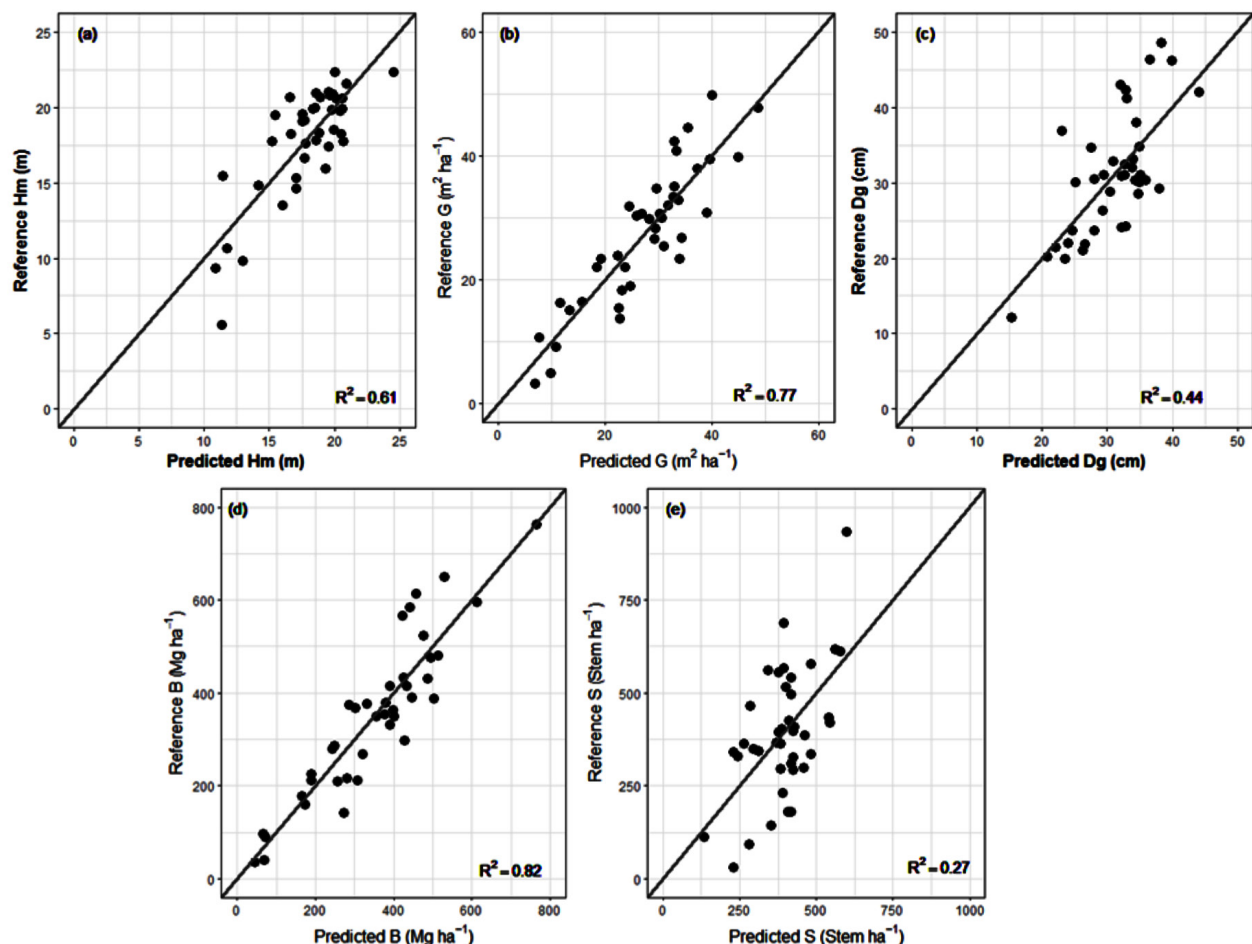 (a)
25
20
15
10
5
0
Reference Hm (m)
R² = 0.61
0 5 10 15 20 25
Predicted Hm (m)
(b)
60
40
20
0
Reference G (m² ha⁻¹)
R² = 0.77
0 20 40 60
Predicted G (m² ha⁻¹)
(c)
50
40
30
20
10
0
Reference Dg (cm)
R² = 0.44
0 10 20 30 40 50
Predicted Dg (cm)
(d)
800
600
400
200
0
Reference B (Mg ha⁻¹)
R² = 0.82
0 200 400 600 800
Predicted B (Mg ha⁻¹)
(e)
1000
750
500
250
0
Reference S (Stem ha⁻¹)
R² = 0.27
0 250 500 750 1000
Predicted S (Stem ha⁻¹)